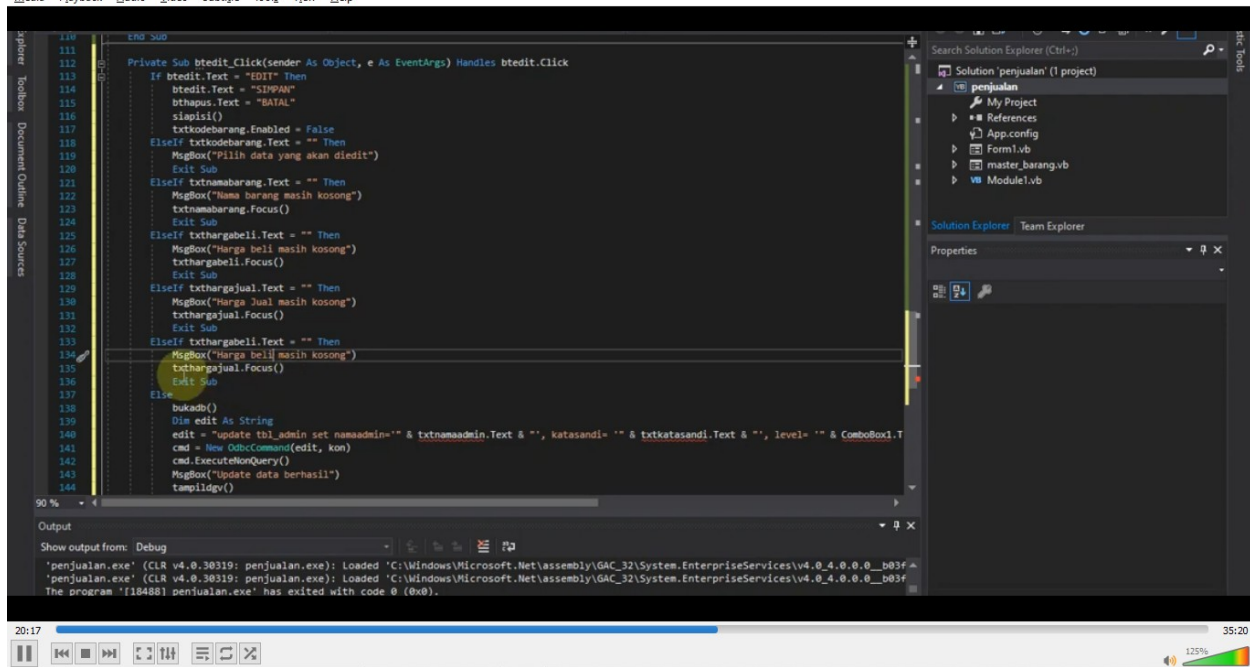 Media Playback Audio Video Subtitle Tools View Help
110 End Sub
111
112 Private Sub btedit_Click(sender As Object, e As EventArgs) Handles btedit.Click
113 If btedit.Text = "EDIT" Then
114 btedit.Text = "SIMPAN"
115 bthapus.Text = "BATAL"
116 siapisi()
117 txtkodebarang.Enabled = False
118 ElseIf txtkodebarang.Text = "" Then
119 MsgBox("Pilih data yang akan diedit")
120 Exit Sub
121 ElseIf txtnamabarang.Text = "" Then
122 MsgBox("Nama barang masih kosong")
123 txtnamabarang.Focus()
124 Exit Sub
125 ElseIf txthargabeli.Text = "" Then
126 MsgBox("Harga beli masih kosong")
127 txthargabeli.Focus()
128 Exit Sub
129 ElseIf txthargajual.Text = "" Then
130 MsgBox("Harga Jual masih kosong")
131 txthargajual.Focus()
132 Exit Sub
133 ElseIf txthargabeli.Text = "" Then
134 MsgBox("Harga beli masih kosong")
135 txthargajual.Focus()
136 Exit Sub
137 Else
138 bukadb()
139 Dim edit As String
140 edit = "update tbl_admin set namaadmin='" & txtnamaadmin.Text & "', katasandi= '" & txtkatasandi.Text & "', level= '" & ComboBox1.T
141 cmd = New OdbcCommand(edit, kon)
142 cmd.ExecuteNonQuery()
143 MsgBox("Update data berhasil")
144 tampildgv()
90 %
Explorer
Toolbox
Document Outline
Data Sources
Search Solution Explorer (Ctrl+;)
Solution 'penjualan' (1 project)
penjualan
My Project
References
App.config
Form1.vb
master_barang.vb
Module1.vb
Solution Explorer Team Explorer
Properties
Tools
Output
Show output from: Debug
'penjualan.exe' (CLR v4.0.30319: penjualan.exe): Loaded 'C:\Windows\Microsoft.Net\assembly\GAC_32\System.EnterpriseServices\v4.0_4.0.0.0__b03f
'penjualan.exe' (CLR v4.0.30319: penjualan.exe): Loaded 'C:\Windows\Microsoft.Net\assembly\GAC_32\System.EnterpriseServices\v4.0_4.0.0.0__b03f
The program '[18488] penjualan.exe' has exited with code 0 (0x0).
20:17 35:20
125%